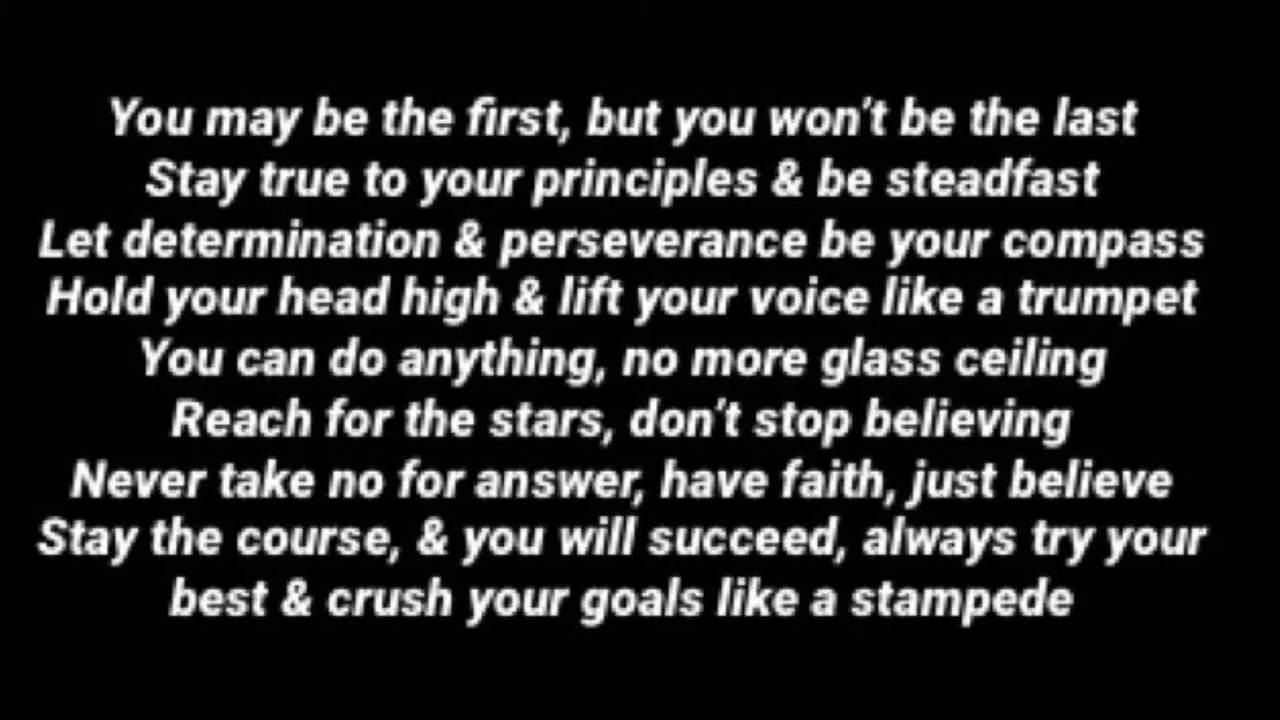 You may be the first, but you won't be the last
Stay true to your principles & be steadfast
Let determination & perseverance be your compass
Hold your head high & lift your voice like a trumpet
You can do anything, no more glass ceiling
Reach for the stars, don't stop believing
Never take no for answer, have faith, just believe
Stay the course, & you will succeed, always try your
best & crush your goals like a stampede